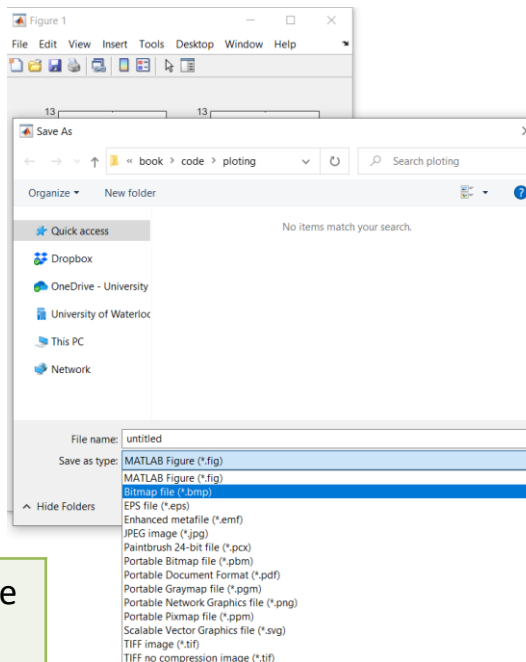 Figure 1
File Edit View Insert Tools Desktop Window Help
13 13
Save As
« book > code > ploting
Search ploting
Organize New folder
Quick access
No items match your search.
Dropbox
OneDrive - University
University of Waterloc
This PC
Network
File name: untitled
Save as type: MATLAB Figure (*.fig)
MATLAB Figure (*.fig)
Bitmap file (*.bmp)
EPS file (*.eps)
Hide Folders
Enhanced metafile (*.emf)
JPEG image (*.jpg)
Paintbrush 24-bit file (*.pcx)
Portable Bitmap file (*.pbm)
Portable Document Format (*.pdf)
Portable Graymap file (*.pgm)
Portable Network Graphics file (*.png)
Portable Pixmap file (*.ppm)
Scalable Vector Graphics file (*.svg)
TIFF image (*.tif)
TIFF no compression image (*.tif)
e